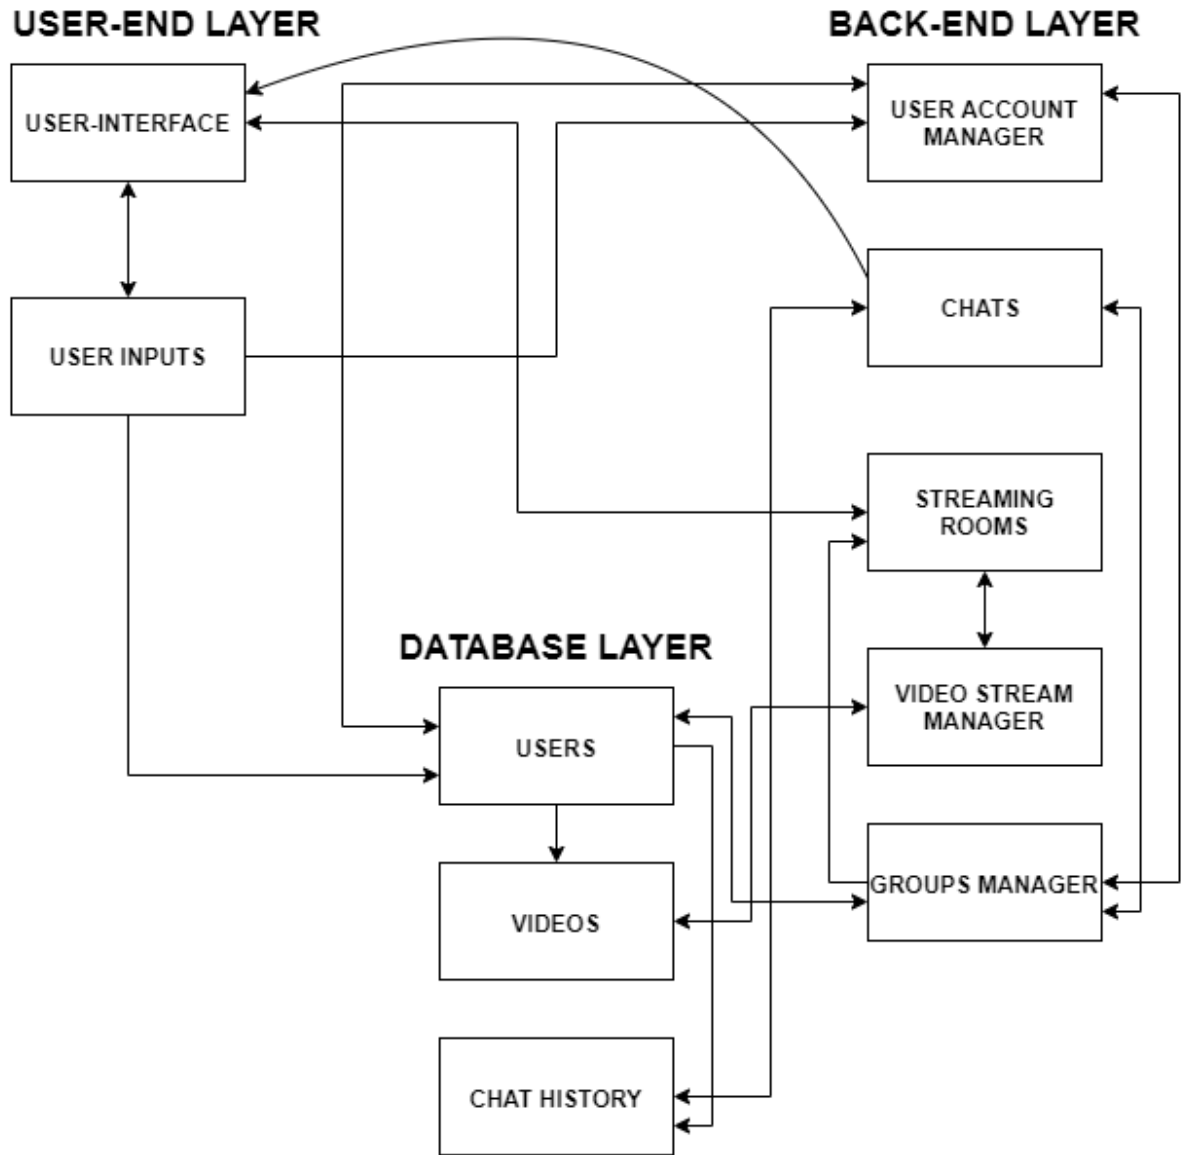 USER-END LAYER
BACK-END LAYER
USER-INTERFACE
USER ACCOUNT
MANAGER
CHATS
USER INPUTS
STREAMING
ROOMS
DATABASE LAYER
VIDEO STREAM
MANAGER
USERS
GROUPS MANAGER
VIDEOS
CHAT HISTORY